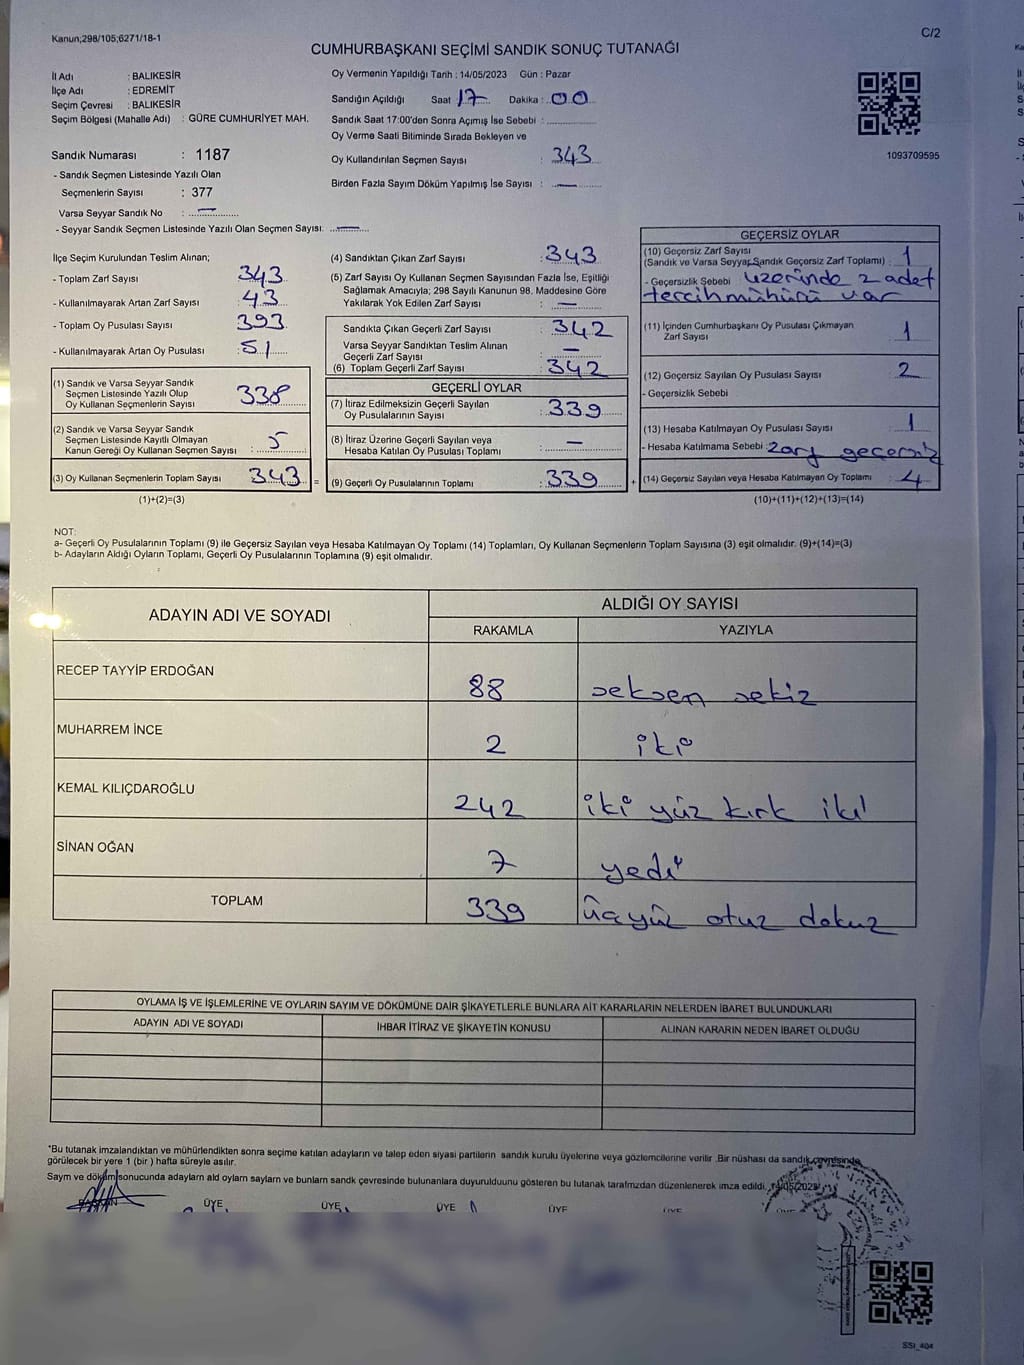 Kanun;298/105;6271/18-1
C/2
CUMHURBAŞKANI SEÇİMİ SANDIK SONUÇ TUTANAĞI
İl Adı : BALIKESİR
İlçe Adı : EDREMİT
Seçim Çevresi : BALIKESİR
Seçim Bölgesi (Mahalle Adı) : GÜRE CUMHURİYET MAH.
Sandık Numarası : 1187
- Sandık Seçmen Listesinde Yazılı Olan
Seçmenlerin Sayısı : 377
Varsa Seyyar Sandık No : —
- Seyyar Sandık Seçmen Listesinde Yazılı Olan Seçmen Sayısı: —
Oy Vermenin Yapıldığı Tarih : 14/05/2023 Gün : Pazar
Sandığın Açıldığı Saat 17 Dakika : 00
Sandık Saat 17:00'den Sonra Açımış İse Sebebi :
Oy Verme Saati Bitiminde Sırada Bekleyen ve
Oy Kullandırılan Seçmen Sayısı : 343
Birden Fazla Sayım Döküm Yapılmış İse Sayısı : —
1093709595
İlçe Seçim Kurulundan Teslim Alınan;
- Toplam Zarf Sayısı : 343
- Kullanılmayarak Artan Zarf Sayısı : 43
- Toplam Oy Pusulası Sayısı : 393
- Kullanılmayarak Artan Oy Pusulası : 51
(1) Sandık ve Varsa Seyyar Sandık
Seçmen Listesinde Yazılı Olup
Oy Kullanan Seçmenlerin Sayısı : 338
(2) Sandık ve Varsa Seyyar Sandık
Seçmen Listesinde Kayıtlı Olmayan
Kanun Gereği Oy Kullanan Seçmen Sayısı : 5
(3) Oy Kullanan Seçmenlerin Toplam Sayısı : 343
(1)+(2)=(3)
=
(4) Sandıktan Çıkan Zarf Sayısı : 343
(5) Zarf Sayısı Oy Kullanan Seçmen Sayısından Fazla İse, Eşitliği
Sağlamak Amacıyla; 298 Sayılı Kanunun 98. Maddesine Göre
Yakılarak Yok Edilen Zarf Sayısı : —
Sandıkta Çıkan Geçerli Zarf Sayısı : 342
Varsa Seyyar Sandıktan Teslim Alınan
Geçerli Zarf Sayısı : —
(6) Toplam Geçerli Zarf Sayısı : 342
GEÇERLİ OYLAR
(7) İtiraz Edilmeksizin Geçerli Sayılan
Oy Pusulalarının Sayısı : 339
(8) İtiraz Üzerine Geçerli Sayılan veya
Hesaba Katılan Oy Pusulası Toplamı : —
(9) Geçerli Oy Pusulalarının Toplamı : 339
+
GEÇERSİZ OYLAR
(10) Geçersiz Zarf Sayısı
(Sandık ve Varsa Seyyar Sandık Geçersiz Zarf Toplamı) : 1
- Geçersizlik Sebebi : üzerinde 2 adet
tercih mühürü var
(11) İçinden Cumhurbaşkanı Oy Pusulası Çıkmayan
Zarf Sayısı : 1
(12) Geçersiz Sayılan Oy Pusulası Sayısı : 2
- Geçersizlik Sebebi
(13) Hesaba Katılmayan Oy Pusulası Sayısı : 1
- Hesaba Katılmama Sebebi : zarf geçersiz
(14) Geçersiz Sayılan veya Hesaba Katılmayan Oy Toplamı : 4
(10)+(11)+(12)+(13)=(14)
NOT:
a- Geçerli Oy Pusulalarının Toplamı (9) ile Geçersiz Sayılan veya Hesaba Katılmayan Oy Toplamı (14) Toplamları, Oy Kullanan Seçmenlerin Toplam Sayısına (3) eşit olmalıdır. (9)+(14)=(3)
b- Adayların Aldığı Oyların Toplamı, Geçerli Oy Pusulalarının Toplamına (9) eşit olmalıdır.
ADAYIN ADI VE SOYADI
ALDIĞI OY SAYISI
RAKAMLA YAZIYLA
RECEP TAYYİP ERDOĞAN 88 seksen sekiz
MUHARREM İNCE 2 iki
KEMAL KILIÇDAROĞLU 242 iki yüz kırk iki
SİNAN OĞAN 7 yedi
TOPLAM 339 üçyüz otuz dokuz
OYLAMA İŞ VE İŞLEMLERİNE VE OYLARIN SAYIM VE DÖKÜMÜNE DAİR ŞİKAYETLERLE BUNLARA AİT KARARLARIN NELERDEN İBARET BULUNDUKLARI
ADAYIN ADI VE SOYADI İHBAR İTİRAZ VE ŞİKAYETİN KONUSU ALINAN KARARIN NEDEN İBARET OLDUĞU
*Bu tutanak imzalandıktan ve mühürlendikten sonra seçime katılan adayların ve talep eden siyasi partilerin sandık kurulu üyelerine veya gözlemcilerine verilir .Bir nüshası da sandık çevresinde
görülecek bir yere 1 (bir ) hafta süreyle asılır.
Sayım ve döküm sonucunda adayların ald oyların sayıların ve bunların sandık çevresinde bulunanlara duyurulduunu gösteren bu tutanak tarafmzdan düzenlenerek imza edildi. 14/05/2023
BAŞKAN ÜYE ÜYE ÜYE ÜYE ÜYE
SSI_404